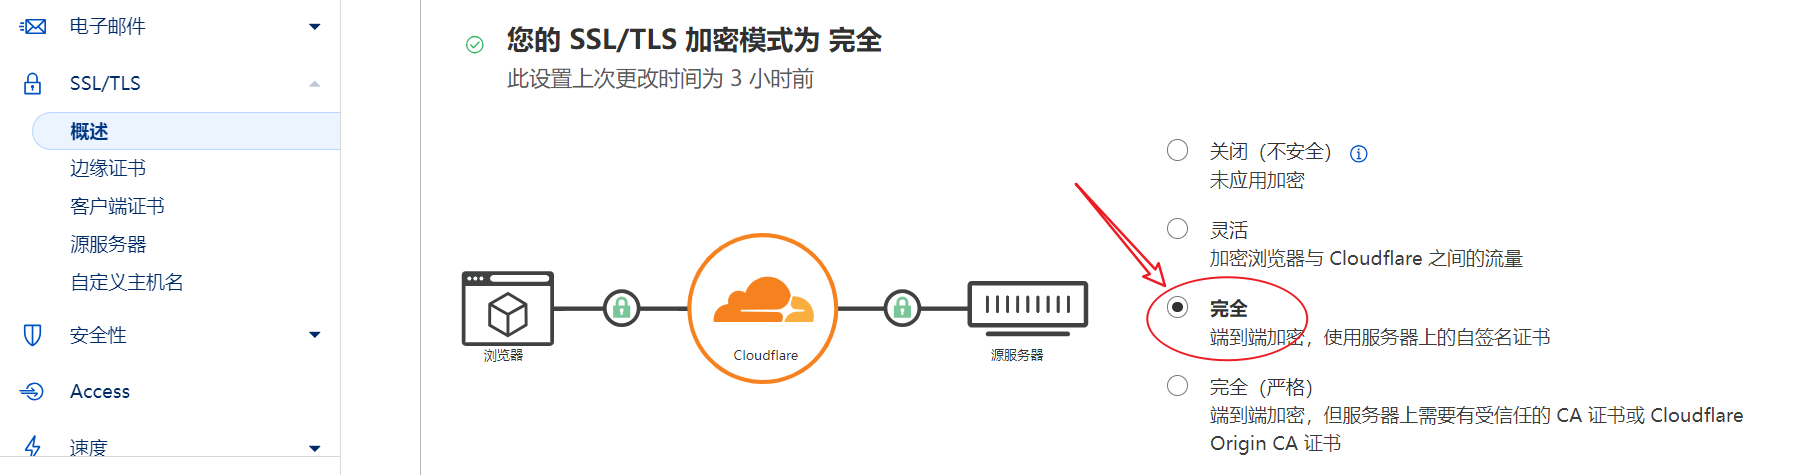 电子邮件
SSL/TLS
概述
边缘证书
客户端证书
源服务器
自定义主机名
安全性
Access
速度
您的 SSL/TLS 加密模式为 完全
此设置上次更改时间为 3 小时前
浏览器
Cloudflare
源服务器
关闭（不安全）
未应用加密
灵活
加密浏览器与 Cloudflare 之间的流量
完全
端到端加密，使用服务器上的自签名证书
完全（严格）
端到端加密，但服务器上需要有受信任的 CA 证书或 Cloudflare
Origin CA 证书